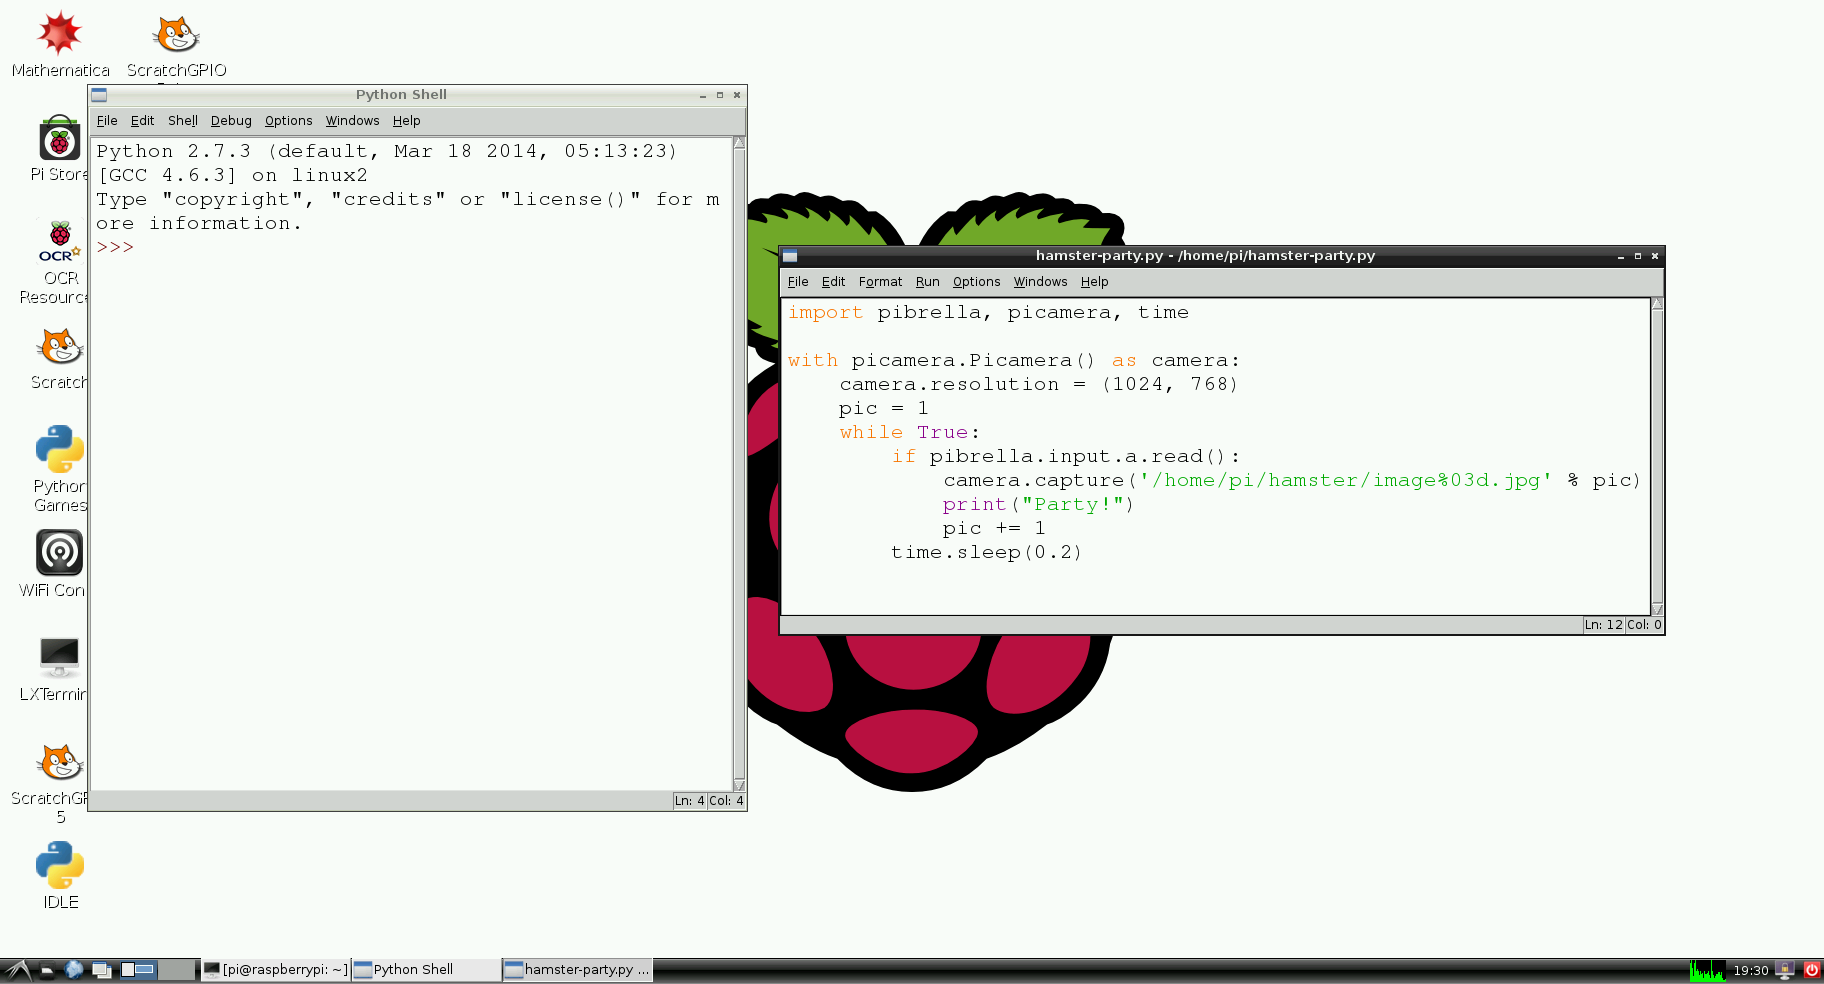 Mathematica
ScratchGPIO
Pi Store
OCR
Resource
Scratch
Python
Games
WiFi Con
LXTermin
ScratchGP
5
IDLE
Python Shell
File Edit Shell Debug Options Windows Help
Python 2.7.3 (default, Mar 18 2014, 05:13:23)
[GCC 4.6.3] on linux2
Type "copyright", "credits" or "license()" for m
ore information.
>>>
Ln: 4 Col: 4
hamster-party.py - /home/pi/hamster-party.py
File Edit Format Run Options Windows Help
import pibrella, picamera, time
with picamera.Picamera() as camera:
    camera.resolution = (1024, 768)
    pic = 1
    while True:
        if pibrella.input.a.read():
            camera.capture('/home/pi/hamster/image%03d.jpg' % pic)
            print("Party!")
            pic += 1
        time.sleep(0.2)
Ln: 12 Col: 0
[pi@raspberrypi: ~] Python Shell hamster-party.py ... 19:30